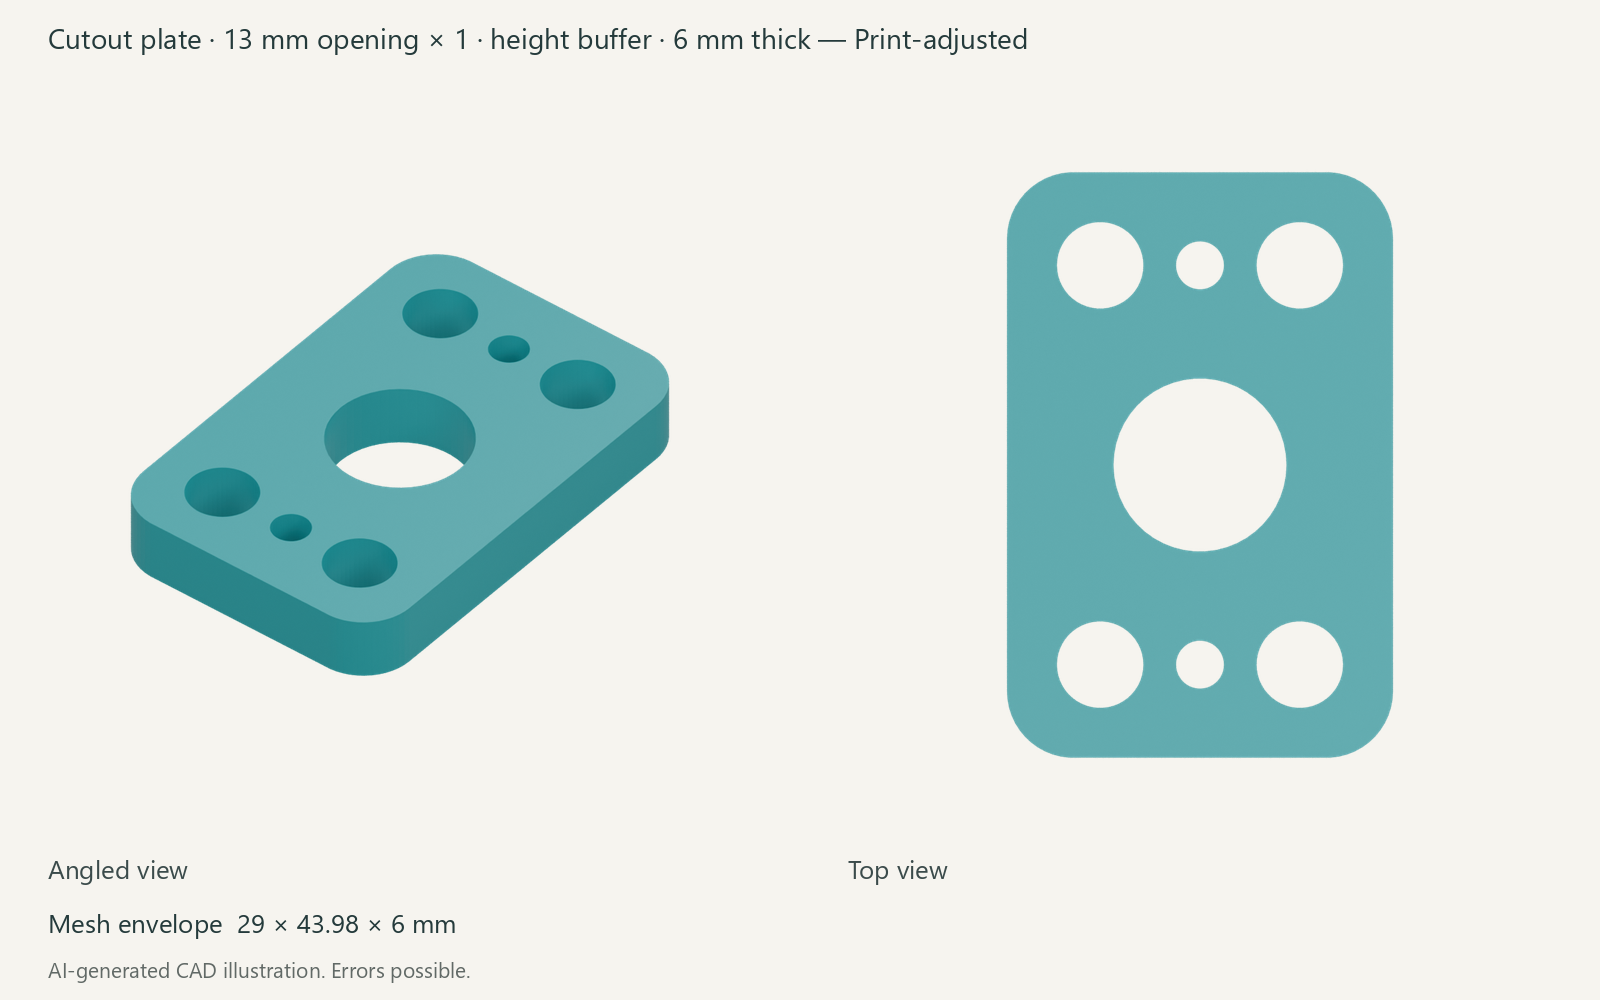 Cutout plate · 13 mm opening × 1 · height buffer · 6 mm thick — Print-adjusted
Angled view
Top view
Mesh envelope  29 × 43.98 × 6 mm
AI-generated CAD illustration. Errors possible.